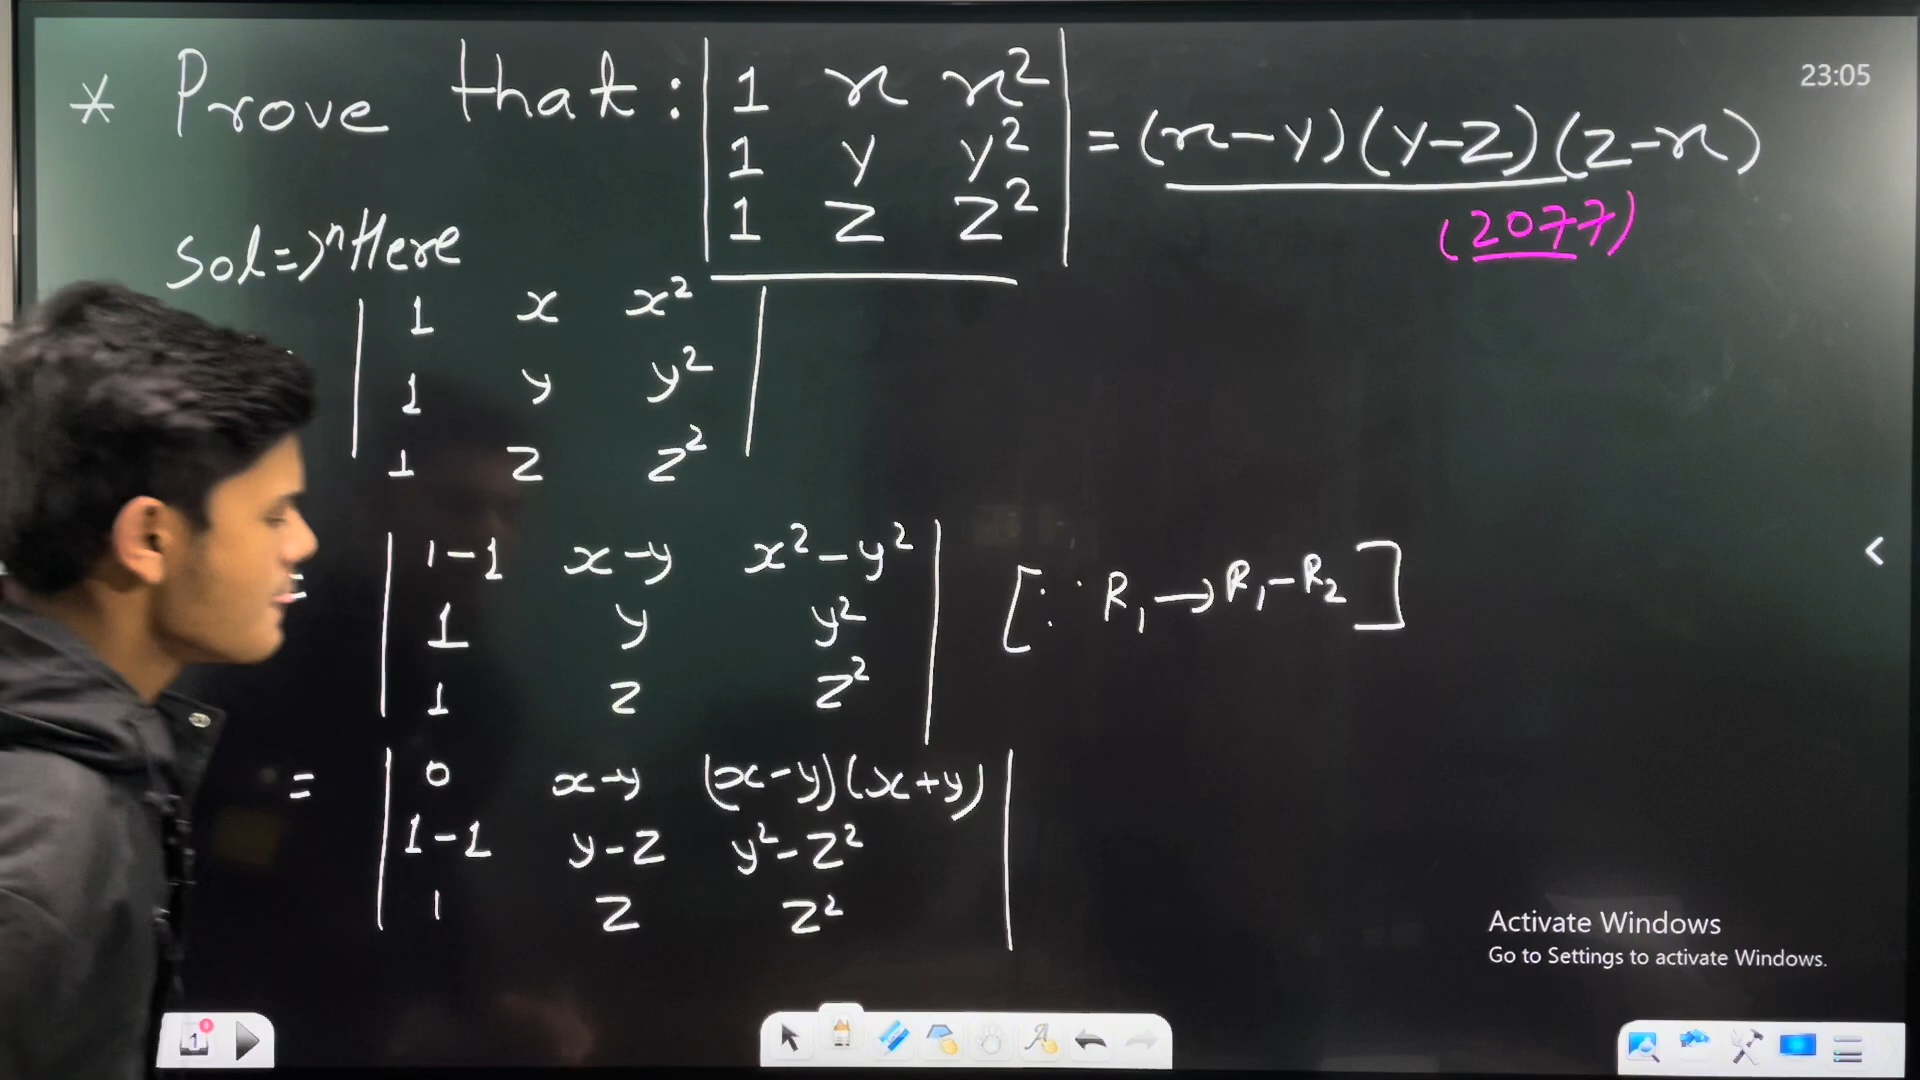 * Prove that : | 1 x x² |
| 1 y y² | = (x-y)(y-z)(z-x)
| 1 z z² |
(2077)
23:05
Solⁿ=> Here
| 1 x x² |
| 1 y y² |
| 1 z z² |
= | 1-1 x-y x²-y² |
| 1 y y² | [∵ R₁→R₁-R₂]
| 1 z z² |
= | 0 x-y (x-y)(x+y) |
| 1-1 y-z y²-z² |
| 1 z z² |
Activate Windows
Go to Settings to activate Windows.